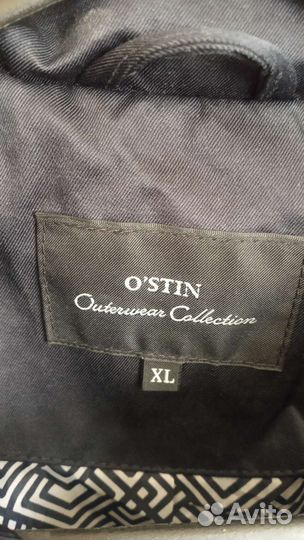 O'STIN
Outerwear Collection
XL
Avito